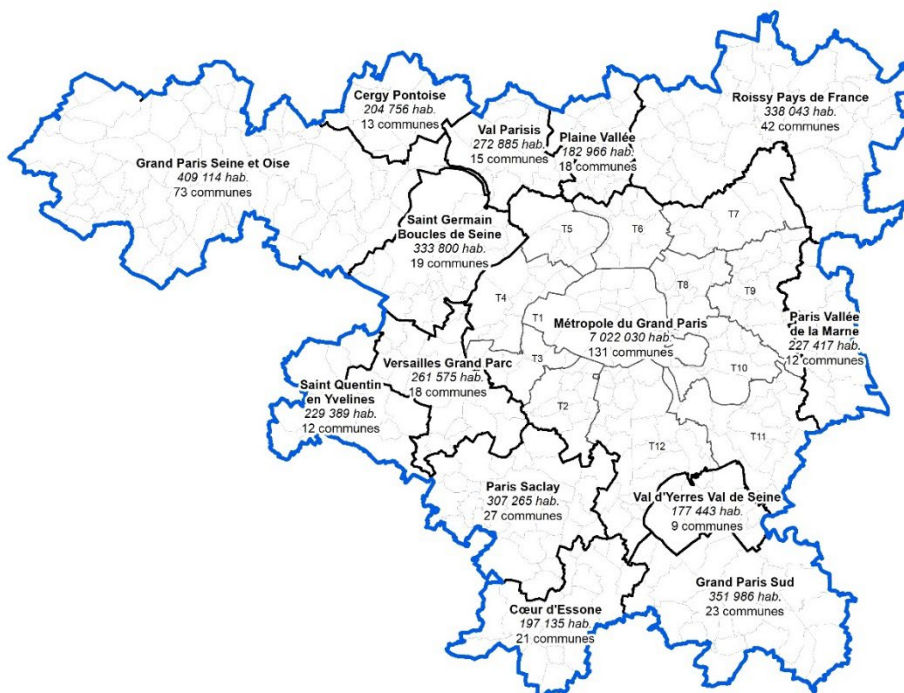 Cergy Pontoise
204 756 hab.
13 communes
Val Parisis
272 885 hab.
15 communes
Plaine Vallée
182 966 hab.
18 communes
Roissy Pays de France
338 043 hab.
42 communes
Grand Paris Seine et Oise
409 114 hab.
73 communes
Saint Germain
Boucles de Seine
333 800 hab.
19 communes
T5
T6
T7
T4
T8
T9
T1
Métropole du Grand Paris
7 022 030 hab.
131 communes
Paris Vallée
de la Marne
227 417 hab.
12 communes
T3
T10
Versailles Grand Parc
261 575 hab.
18 communes
Saint Quentin
en Yvelines
229 389 hab.
12 communes
T2
T12
T11
Paris Saclay
307 265 hab.
27 communes
Val d'Yerres Val de Seine
177 443 hab.
9 communes
Grand Paris Sud
351 986 hab.
23 communes
Cœur d'Essone
197 135 hab.
21 communes